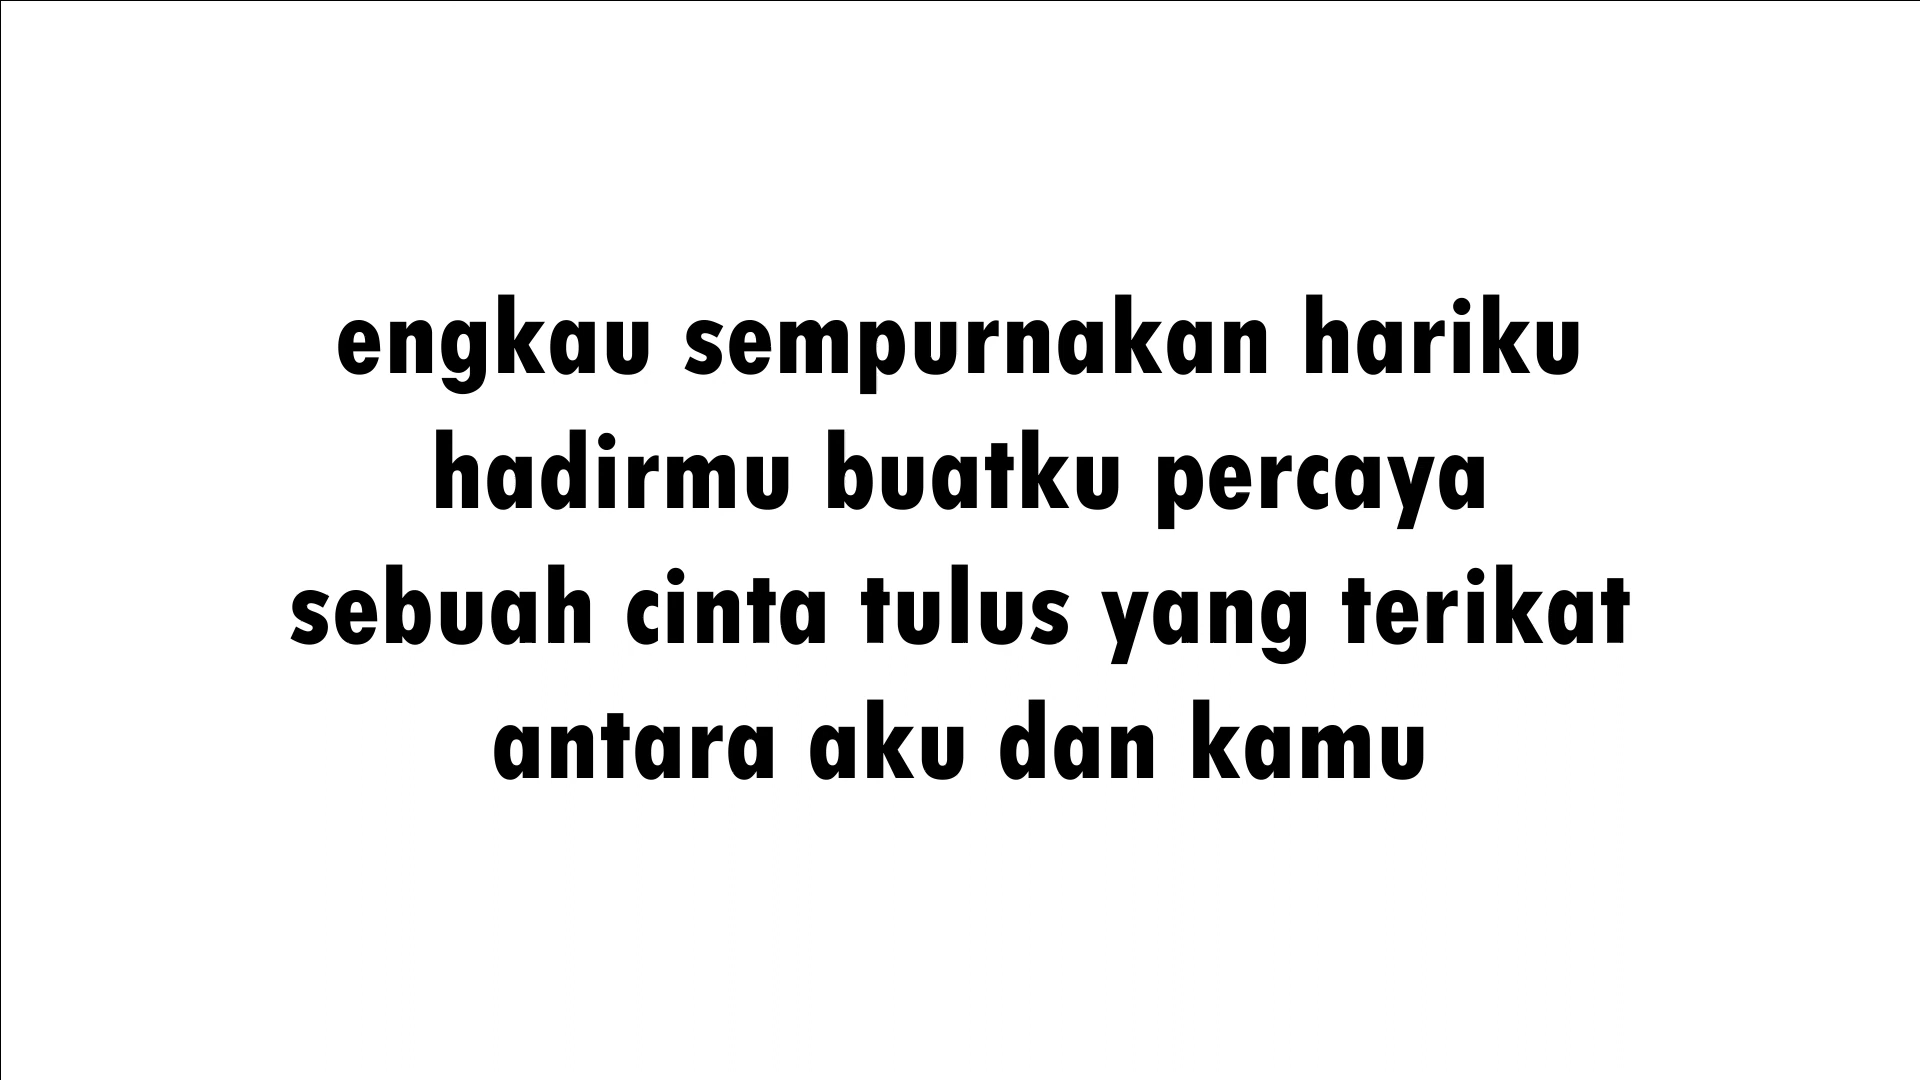 engkau sempurnakan hariku
hadirmu buatku percaya
sebuah cinta tulus yang terikat
antara aku dan kamu